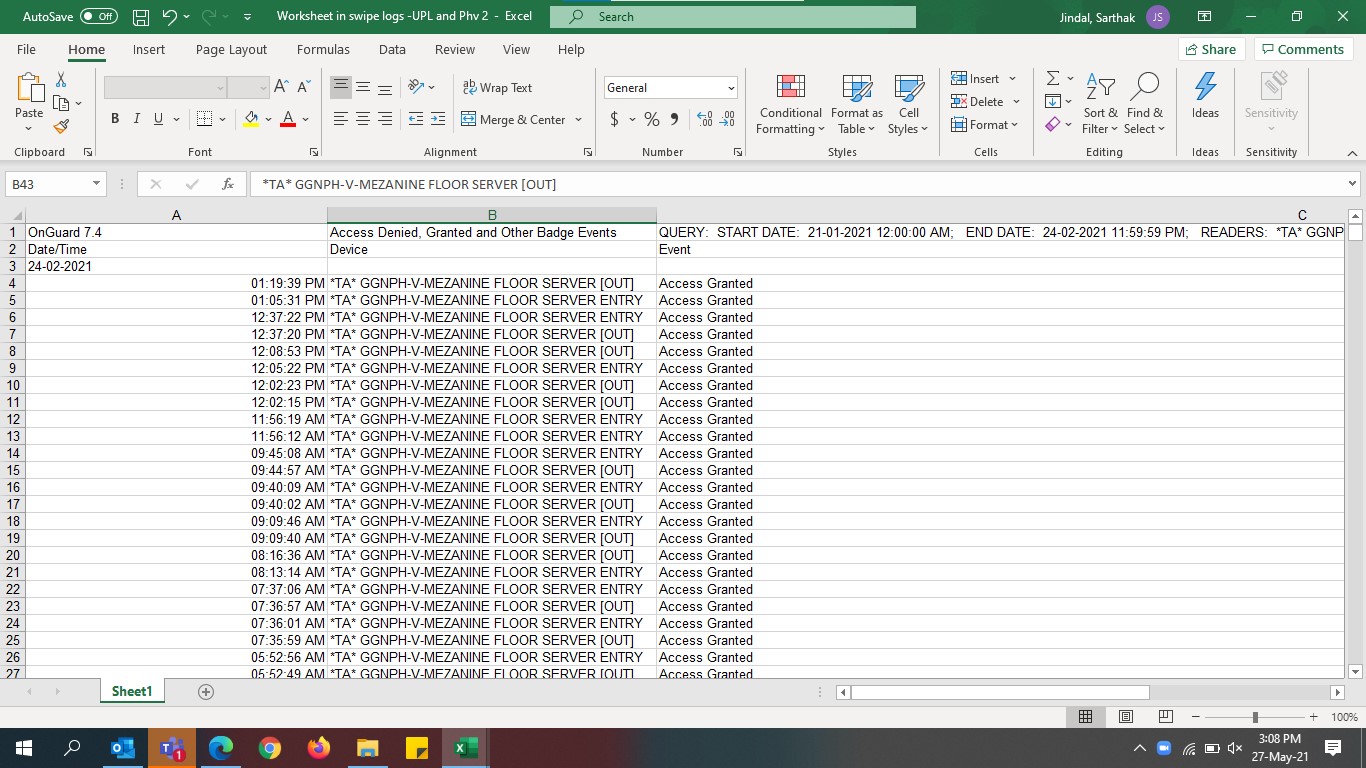 AutoSave Off Worksheet in swipe logs -UPL and Phv 2 - Excel Search Jindal, Sarthak JS
File Home Insert Page Layout Formulas Data Review View Help Share Comments
Paste
B I U A A A
ab Wrap Text
Merge & Center
General
$ % 9
Conditional Formatting
Format as Table
Cell Styles
Insert
Delete
Format
Sort & Filter
Find & Select
Ideas
Sensitivity
Clipboard Font Alignment Number Styles Cells Editing Ideas Sensitivity
B43 fx *TA* GGNPH-V-MEZANINE FLOOR SERVER [OUT]
A B C
1 OnGuard 7.4 Access Denied, Granted and Other Badge Events QUERY: START DATE: 21-01-2021 12:00:00 AM; END DATE: 24-02-2021 11:59:59 PM; READERS: *TA* GGNP
2 Date/Time Device Event
3 24-02-2021
4 01:19:39 PM *TA* GGNPH-V-MEZANINE FLOOR SERVER [OUT] Access Granted
5 01:05:31 PM *TA* GGNPH-V-MEZANINE FLOOR SERVER ENTRY Access Granted
6 12:37:22 PM *TA* GGNPH-V-MEZANINE FLOOR SERVER ENTRY Access Granted
7 12:37:20 PM *TA* GGNPH-V-MEZANINE FLOOR SERVER [OUT] Access Granted
8 12:08:53 PM *TA* GGNPH-V-MEZANINE FLOOR SERVER [OUT] Access Granted
9 12:05:22 PM *TA* GGNPH-V-MEZANINE FLOOR SERVER ENTRY Access Granted
10 12:02:23 PM *TA* GGNPH-V-MEZANINE FLOOR SERVER [OUT] Access Granted
11 12:02:15 PM *TA* GGNPH-V-MEZANINE FLOOR SERVER [OUT] Access Granted
12 11:56:19 AM *TA* GGNPH-V-MEZANINE FLOOR SERVER ENTRY Access Granted
13 11:56:12 AM *TA* GGNPH-V-MEZANINE FLOOR SERVER ENTRY Access Granted
14 09:45:08 AM *TA* GGNPH-V-MEZANINE FLOOR SERVER ENTRY Access Granted
15 09:44:57 AM *TA* GGNPH-V-MEZANINE FLOOR SERVER [OUT] Access Granted
16 09:40:09 AM *TA* GGNPH-V-MEZANINE FLOOR SERVER ENTRY Access Granted
17 09:40:02 AM *TA* GGNPH-V-MEZANINE FLOOR SERVER [OUT] Access Granted
18 09:09:46 AM *TA* GGNPH-V-MEZANINE FLOOR SERVER ENTRY Access Granted
19 09:09:40 AM *TA* GGNPH-V-MEZANINE FLOOR SERVER [OUT] Access Granted
20 08:16:36 AM *TA* GGNPH-V-MEZANINE FLOOR SERVER [OUT] Access Granted
21 08:13:14 AM *TA* GGNPH-V-MEZANINE FLOOR SERVER ENTRY Access Granted
22 07:37:06 AM *TA* GGNPH-V-MEZANINE FLOOR SERVER ENTRY Access Granted
23 07:36:57 AM *TA* GGNPH-V-MEZANINE FLOOR SERVER [OUT] Access Granted
24 07:36:01 AM *TA* GGNPH-V-MEZANINE FLOOR SERVER ENTRY Access Granted
25 07:35:59 AM *TA* GGNPH-V-MEZANINE FLOOR SERVER [OUT] Access Granted
26 05:52:56 AM *TA* GGNPH-V-MEZANINE FLOOR SERVER ENTRY Access Granted
27 05:52:49 AM *TA* GGNPH-V-MEZANINE FLOOR SERVER [OUT] Access Granted
Sheet1
100%
3:08 PM
27-May-21